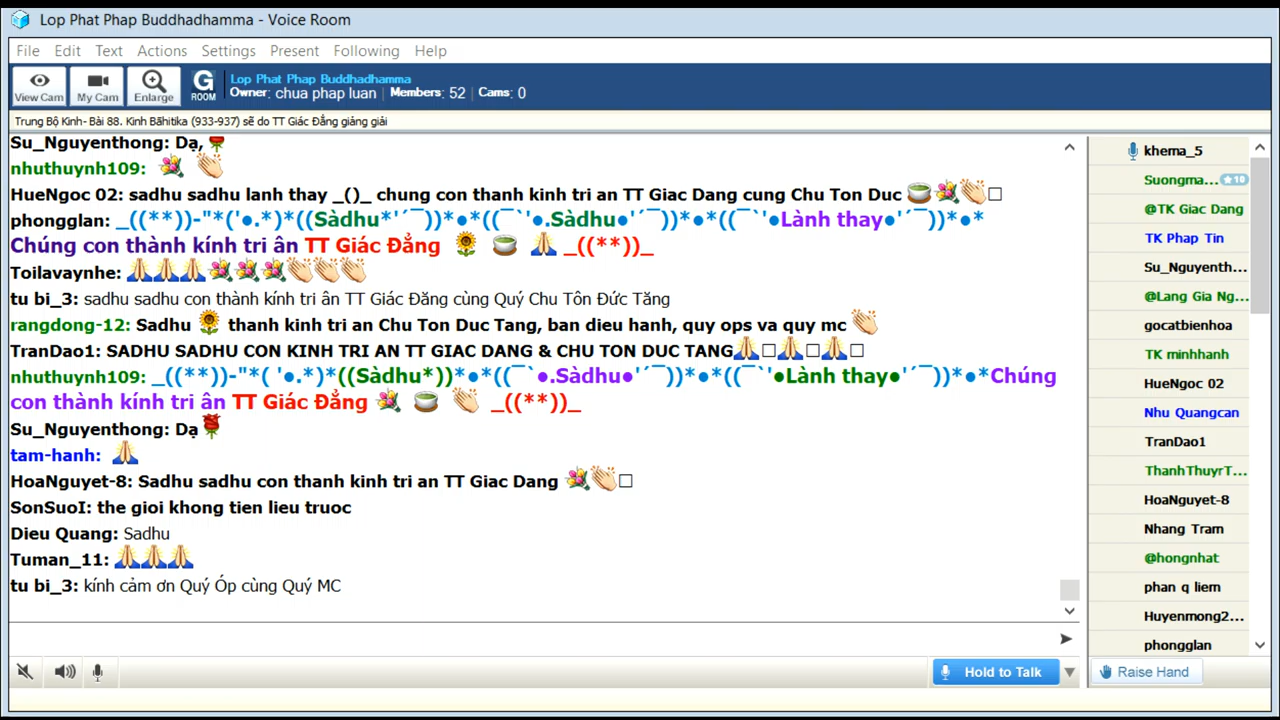 Lop Phat Phap Buddhadhamma - Voice Room
File Edit Text Actions Settings Present Following Help
View Cam My Cam Enlarge G ROOM
Lop Phat Phap Buddhadhamma
Owner: chua phap luan Members: 52 Cams: 0
Trung Bộ Kinh- Bài 88. Kinh Bāhitika (933-937) sẽ do TT Giác Đẳng giảng giải
Su_Nguyenthong: Dạ, 🌹
nhuthuynh109: 💐 👏
HueNgoc 02: sadhu sadhu lanh thay _()_ chung con thanh kinh tri an TT Giac Dang cung Chu Ton Duc 🍵💐👏□
phongglan: _((**))-"*('●.*)*((Sàdhu*'´¯))*●*((¯`'●.Sàdhu●'´¯))*●*((¯`'●Lành thay●'´¯))*●*
Chúng con thành kính tri ân TT Giác Đẳng 🌻 🍵 🙏 _((**))_
Toilavaynhe: 🙏🙏🙏💐💐💐👏👏👏
tu bi_3: sadhu sadhu con thành kính tri ân TT Giác Đăng cùng Quý Chu Tôn Đức Tăng
rangdong-12: Sadhu 🌻 thanh kinh tri an Chu Ton Duc Tang, ban dieu hanh, quy ops va quy mc 👏
TranDao1: SADHU SADHU CON KINH TRI AN TT GIAC DANG & CHU TON DUC TANG🙏□🙏□🙏□
nhuthuynh109: _((**))-"*( '●.*)*((Sàdhu*))*●*((¯`●.Sàdhu●'´¯))*●*((¯`'●Lành thay●'´¯))*●*Chúng
con thành kính tri ân TT Giác Đẳng 💐 🍵 👏 _((**))_
Su_Nguyenthong: Dạ🌹
tam-hanh: 🙏
HoaNguyet-8: Sadhu sadhu con thanh kinh tri an TT Giac Dang 💐👏□
SonSuoI: the gioi khong tien lieu truoc
Dieu Quang: Sadhu
Tuman_11: 🙏🙏🙏
tu bi_3: kính cảm ơn Quý Óp cùng Quý MC
khema_5
Suongma... ★10
@TK Giac Dang
TK Phap Tin
Su_Nguyenth...
@Lang Gia Ng...
gocatbienhoa
TK minhhanh
HueNgoc 02
Nhu Quangcan
TranDao1
ThanhThuyrT...
HoaNguyet-8
Nhang Tram
@hongnhat
phan q liem
Huyenmong2...
phongglan
Hold to Talk
Raise Hand